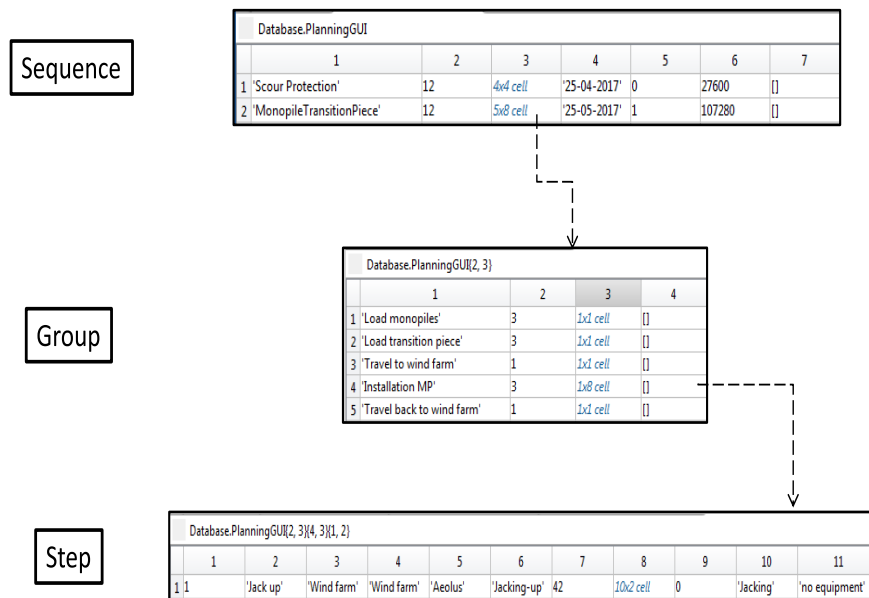 Sequence
Database.PlanningGUI
1 2 3 4 5 6 7
1 'Scour Protection' 12 4x4 cell '25-04-2017' 0 27600 []
2 'MonopileTransitionPiece' 12 5x8 cell '25-05-2017' 1 107280 []
Group
Database.PlanningGUI{2, 3}
1 2 3 4
1 'Load monopiles' 3 1x1 cell []
2 'Load transition piece' 3 1x1 cell []
3 'Travel to wind farm' 1 1x1 cell []
4 'Installation MP' 3 1x8 cell []
5 'Travel back to wind farm' 1 1x1 cell []
Step
Database.PlanningGUI{2, 3}{4, 3}{1, 2}
1 2 3 4 5 6 7 8 9 10 11
1 1 'Jack up' 'Wind farm' 'Wind farm' 'Aeolus' 'Jacking-up' 42 10x2 cell 0 'Jacking' 'no equipment'